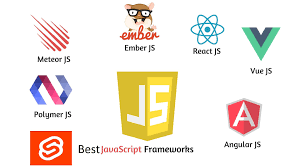 ember
Ember JS
React JS
Meteor JS
Vue JS
Polymer JS
JS
A
Angular JS
Best JavaScript Frameworks